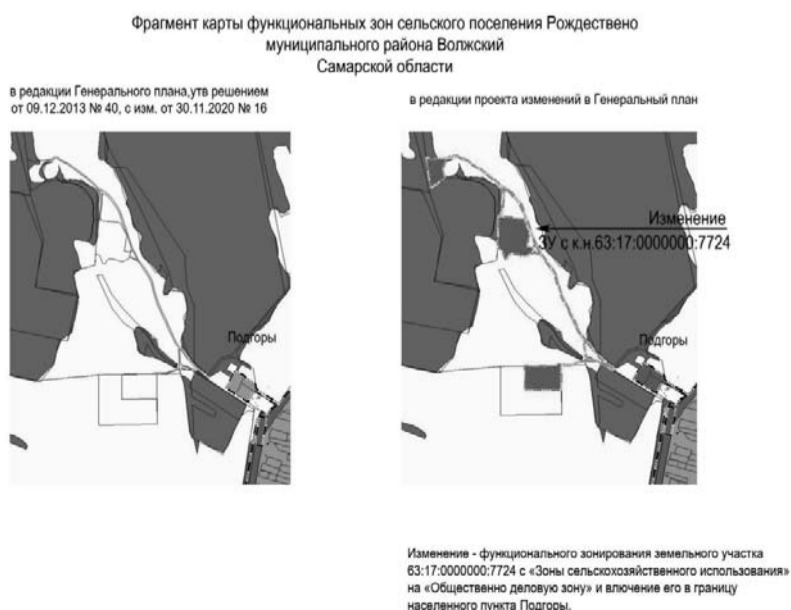 Фрагмент карты функциональных зон сельского поселения Рождествено
муниципального района Волжский
Самарской области
в редакции Генерального плана,утв решением
от 09.12.2013 № 40, с изм. от 30.11.2020 № 16
в редакции проекта изменений в Генеральный план
Изменение
ЗУ с к.н.63:17:0000000:7724
Подгоры
Подгоры
Изменение - функционального зонирования земельного участка
63:17:0000000:7724 с «Зоны сельскохозяйственного использования»
на «Общественно деловую зону» и влючение его в границу
населенного пункта Подгоры.